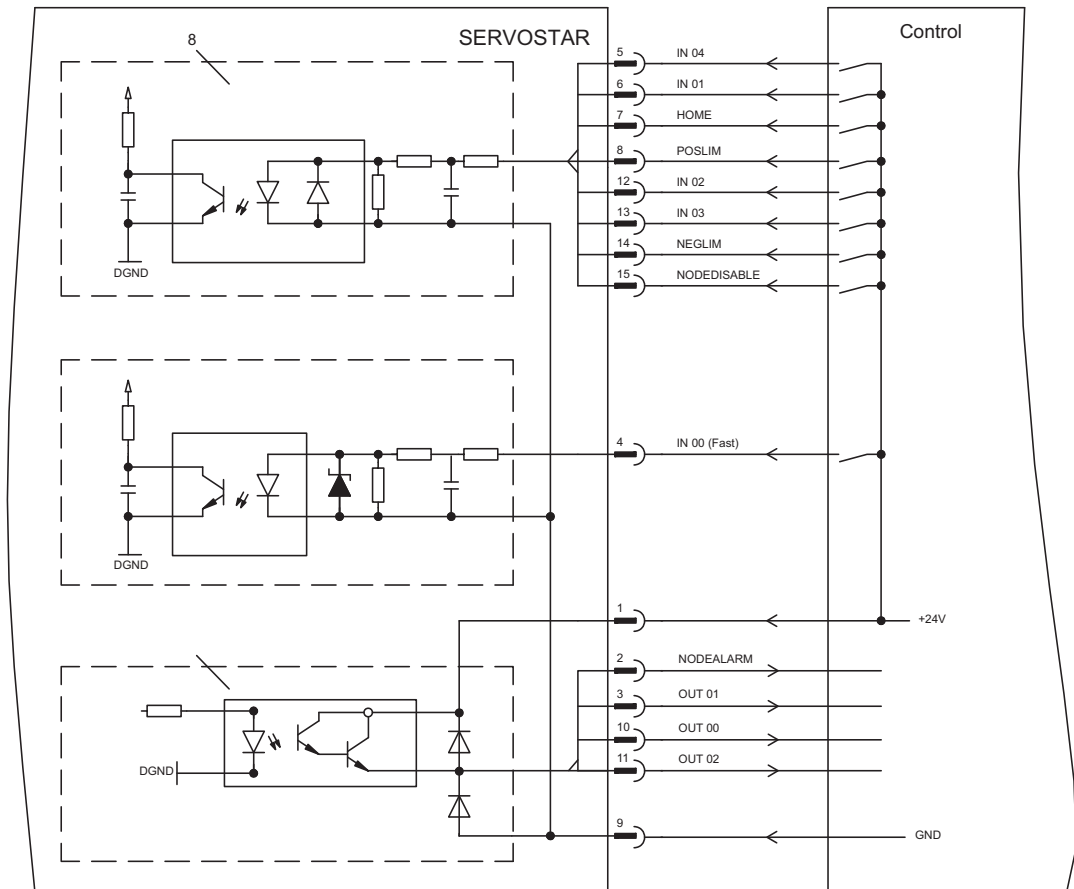 8
SERVOSTAR
Control
5 IN 04
6 IN 01
7 HOME
8 POSLIM
12 IN 02
13 IN 03
14 NEGLIM
15 NODEDISABLE
DGND
4 IN 00 (Fast)
DGND
1 +24V
2 NODEALARM
3 OUT 01
10 OUT 00
11 OUT 02
DGND
9 GND